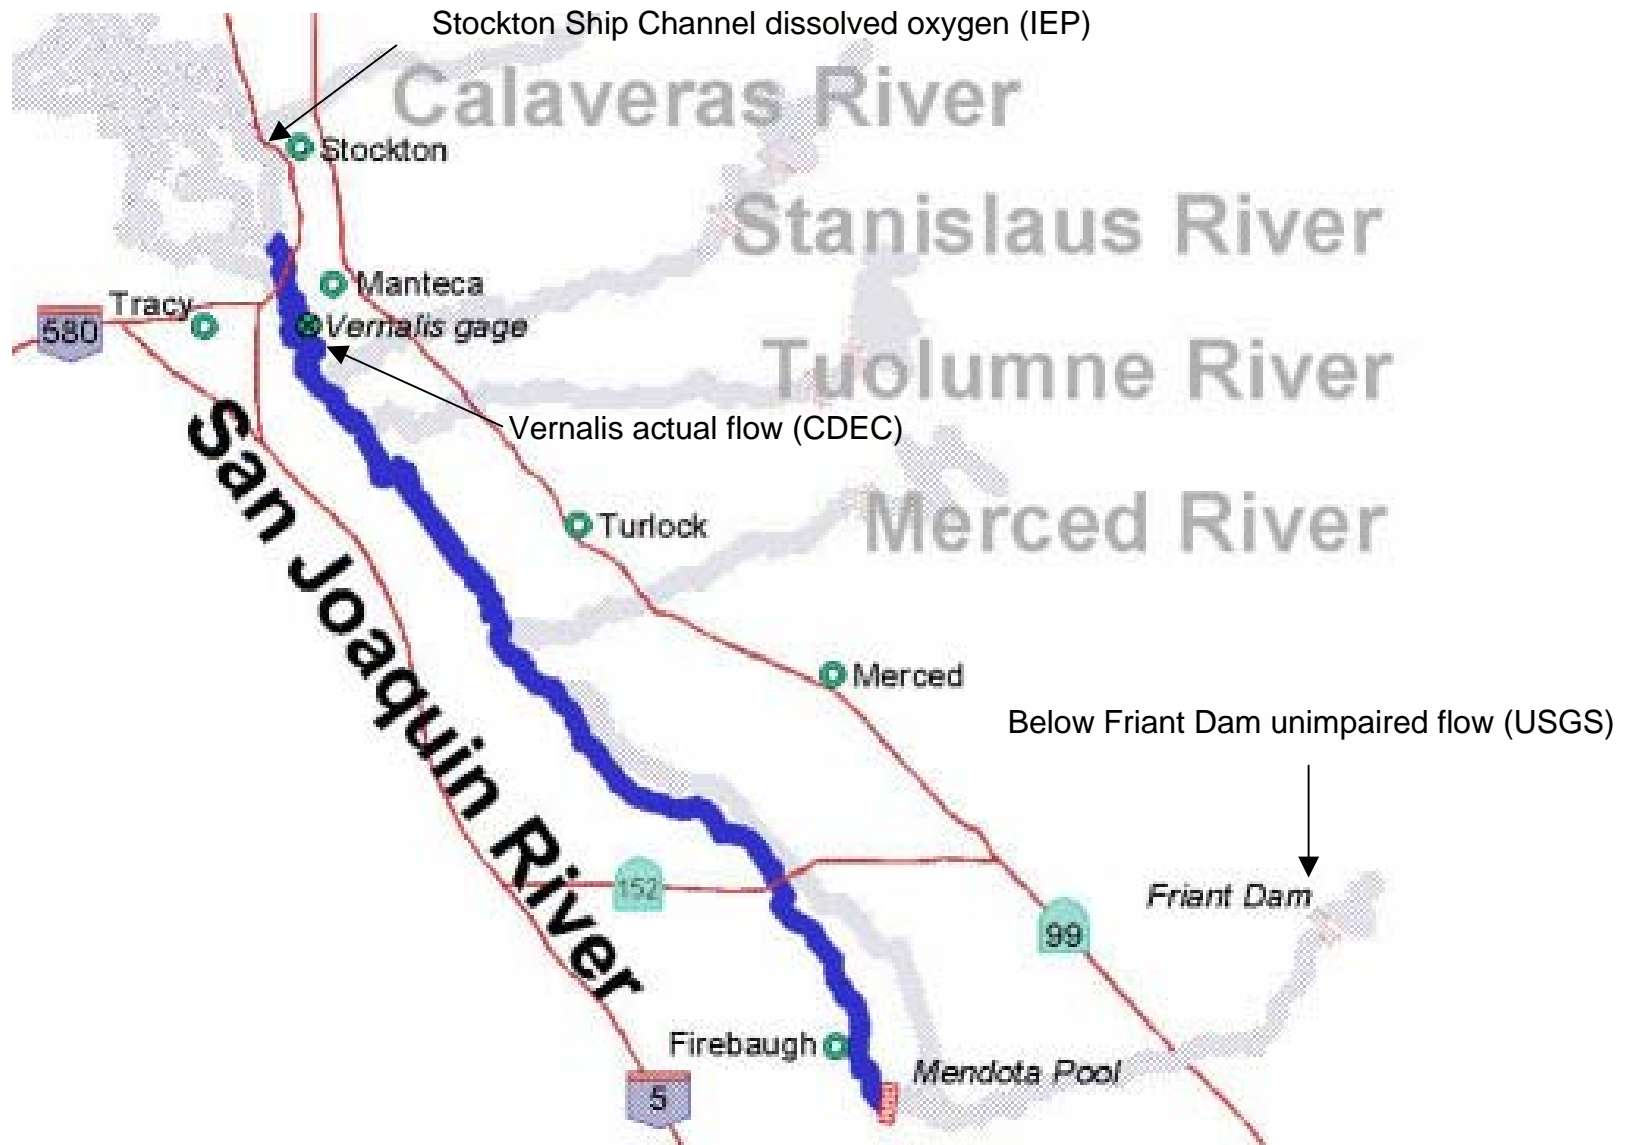 Stockton Ship Channel dissolved oxygen (IEP)
Calaveras River
Stockton
Stanislaus River
Manteca
Tracy
580
Vernalis gage
Tuolumne River
Vernalis actual flow (CDEC)
San Joaquin River
Merced River
Turlock
Merced
Below Friant Dam unimpaired flow (USGS)
152
Friant Dam
99
Firebaugh
Mendota Pool
5